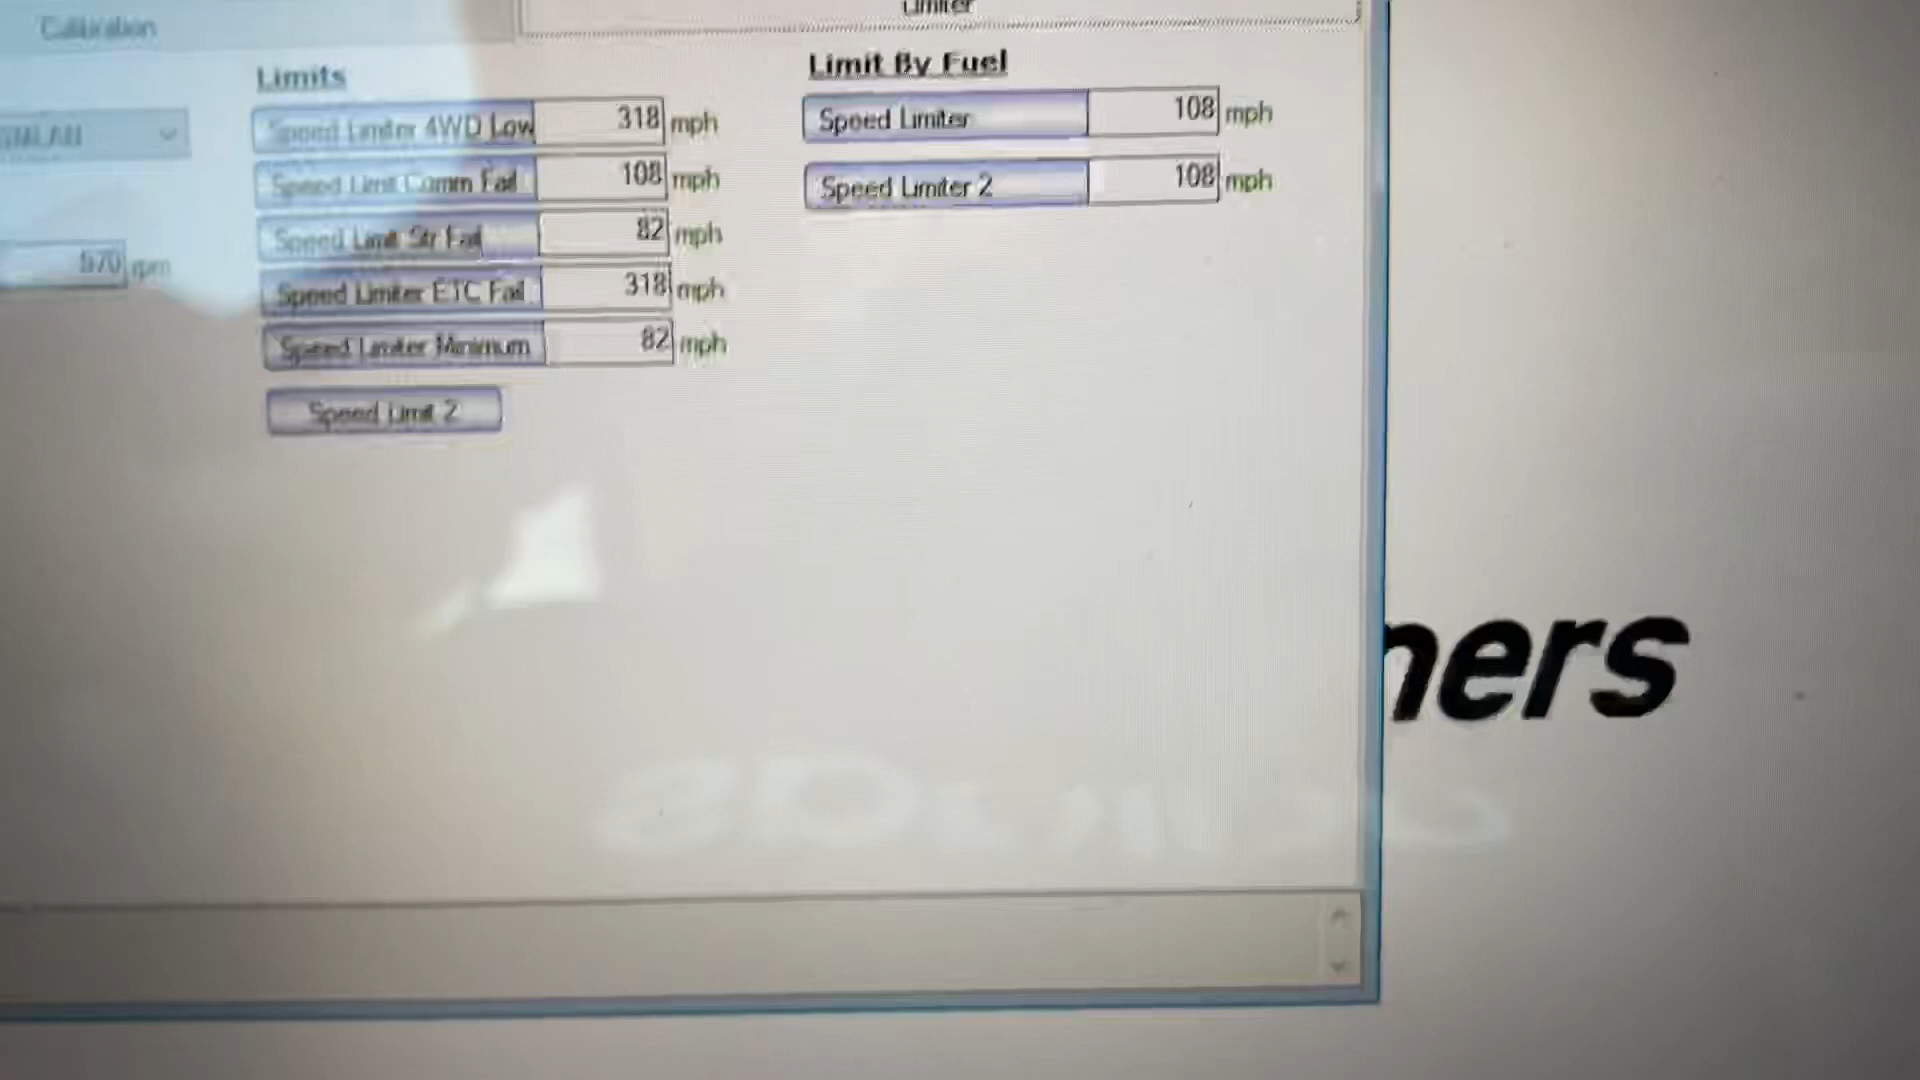 Limiter
Calibration
Limits
Limit By Fuel
GMLAN
Speed Limiter 4WD Low 318 mph
Speed Limiter 108 mph
Speed Limit Comm Fail 108 mph
Speed Limiter 2 108 mph
Speed Limit Str Fail 82 mph
570 rpm
Speed Limiter ETC Fail 318 mph
Speed Limiter Minimum 82 mph
Speed Limit 2
ners